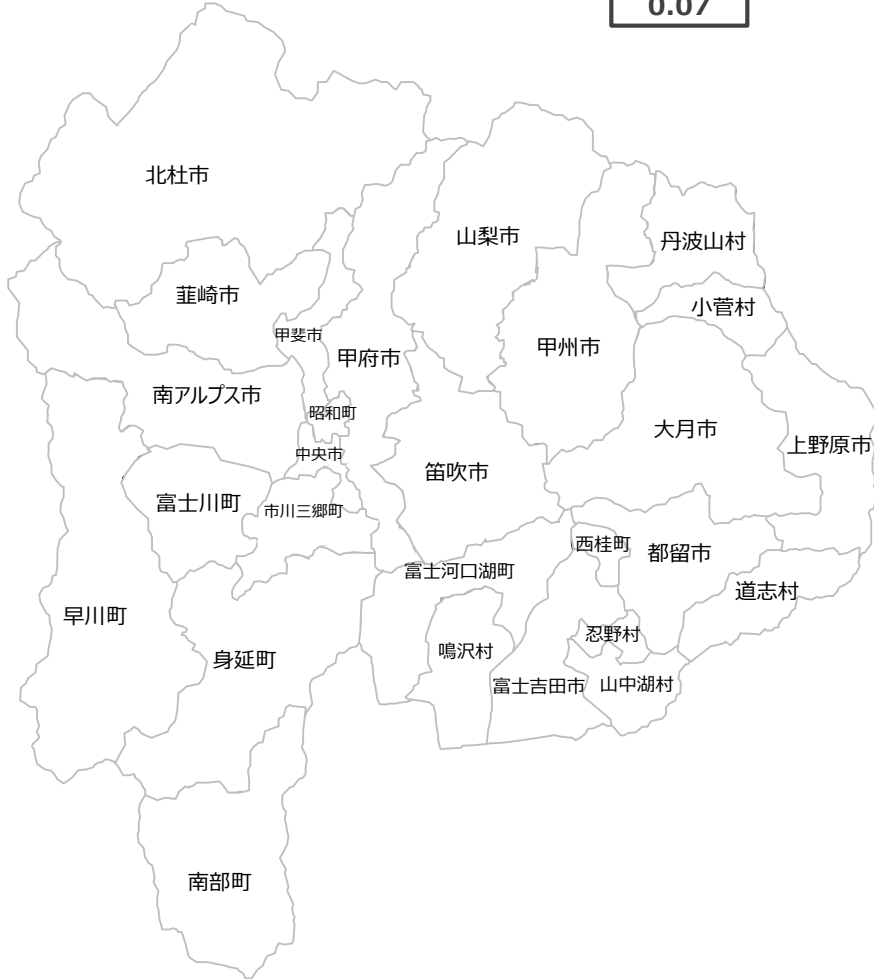 0.07
北杜市
山梨市
丹波山村
韮崎市
小菅村
甲斐市
甲府市
甲州市
南アルプス市
昭和町
大月市
上野原市
中央市
笛吹市
富士川町
市川三郷町
西桂町
都留市
富士河口湖町
道志村
早川町
忍野村
鳴沢村
身延町
富士吉田市
山中湖村
南部町